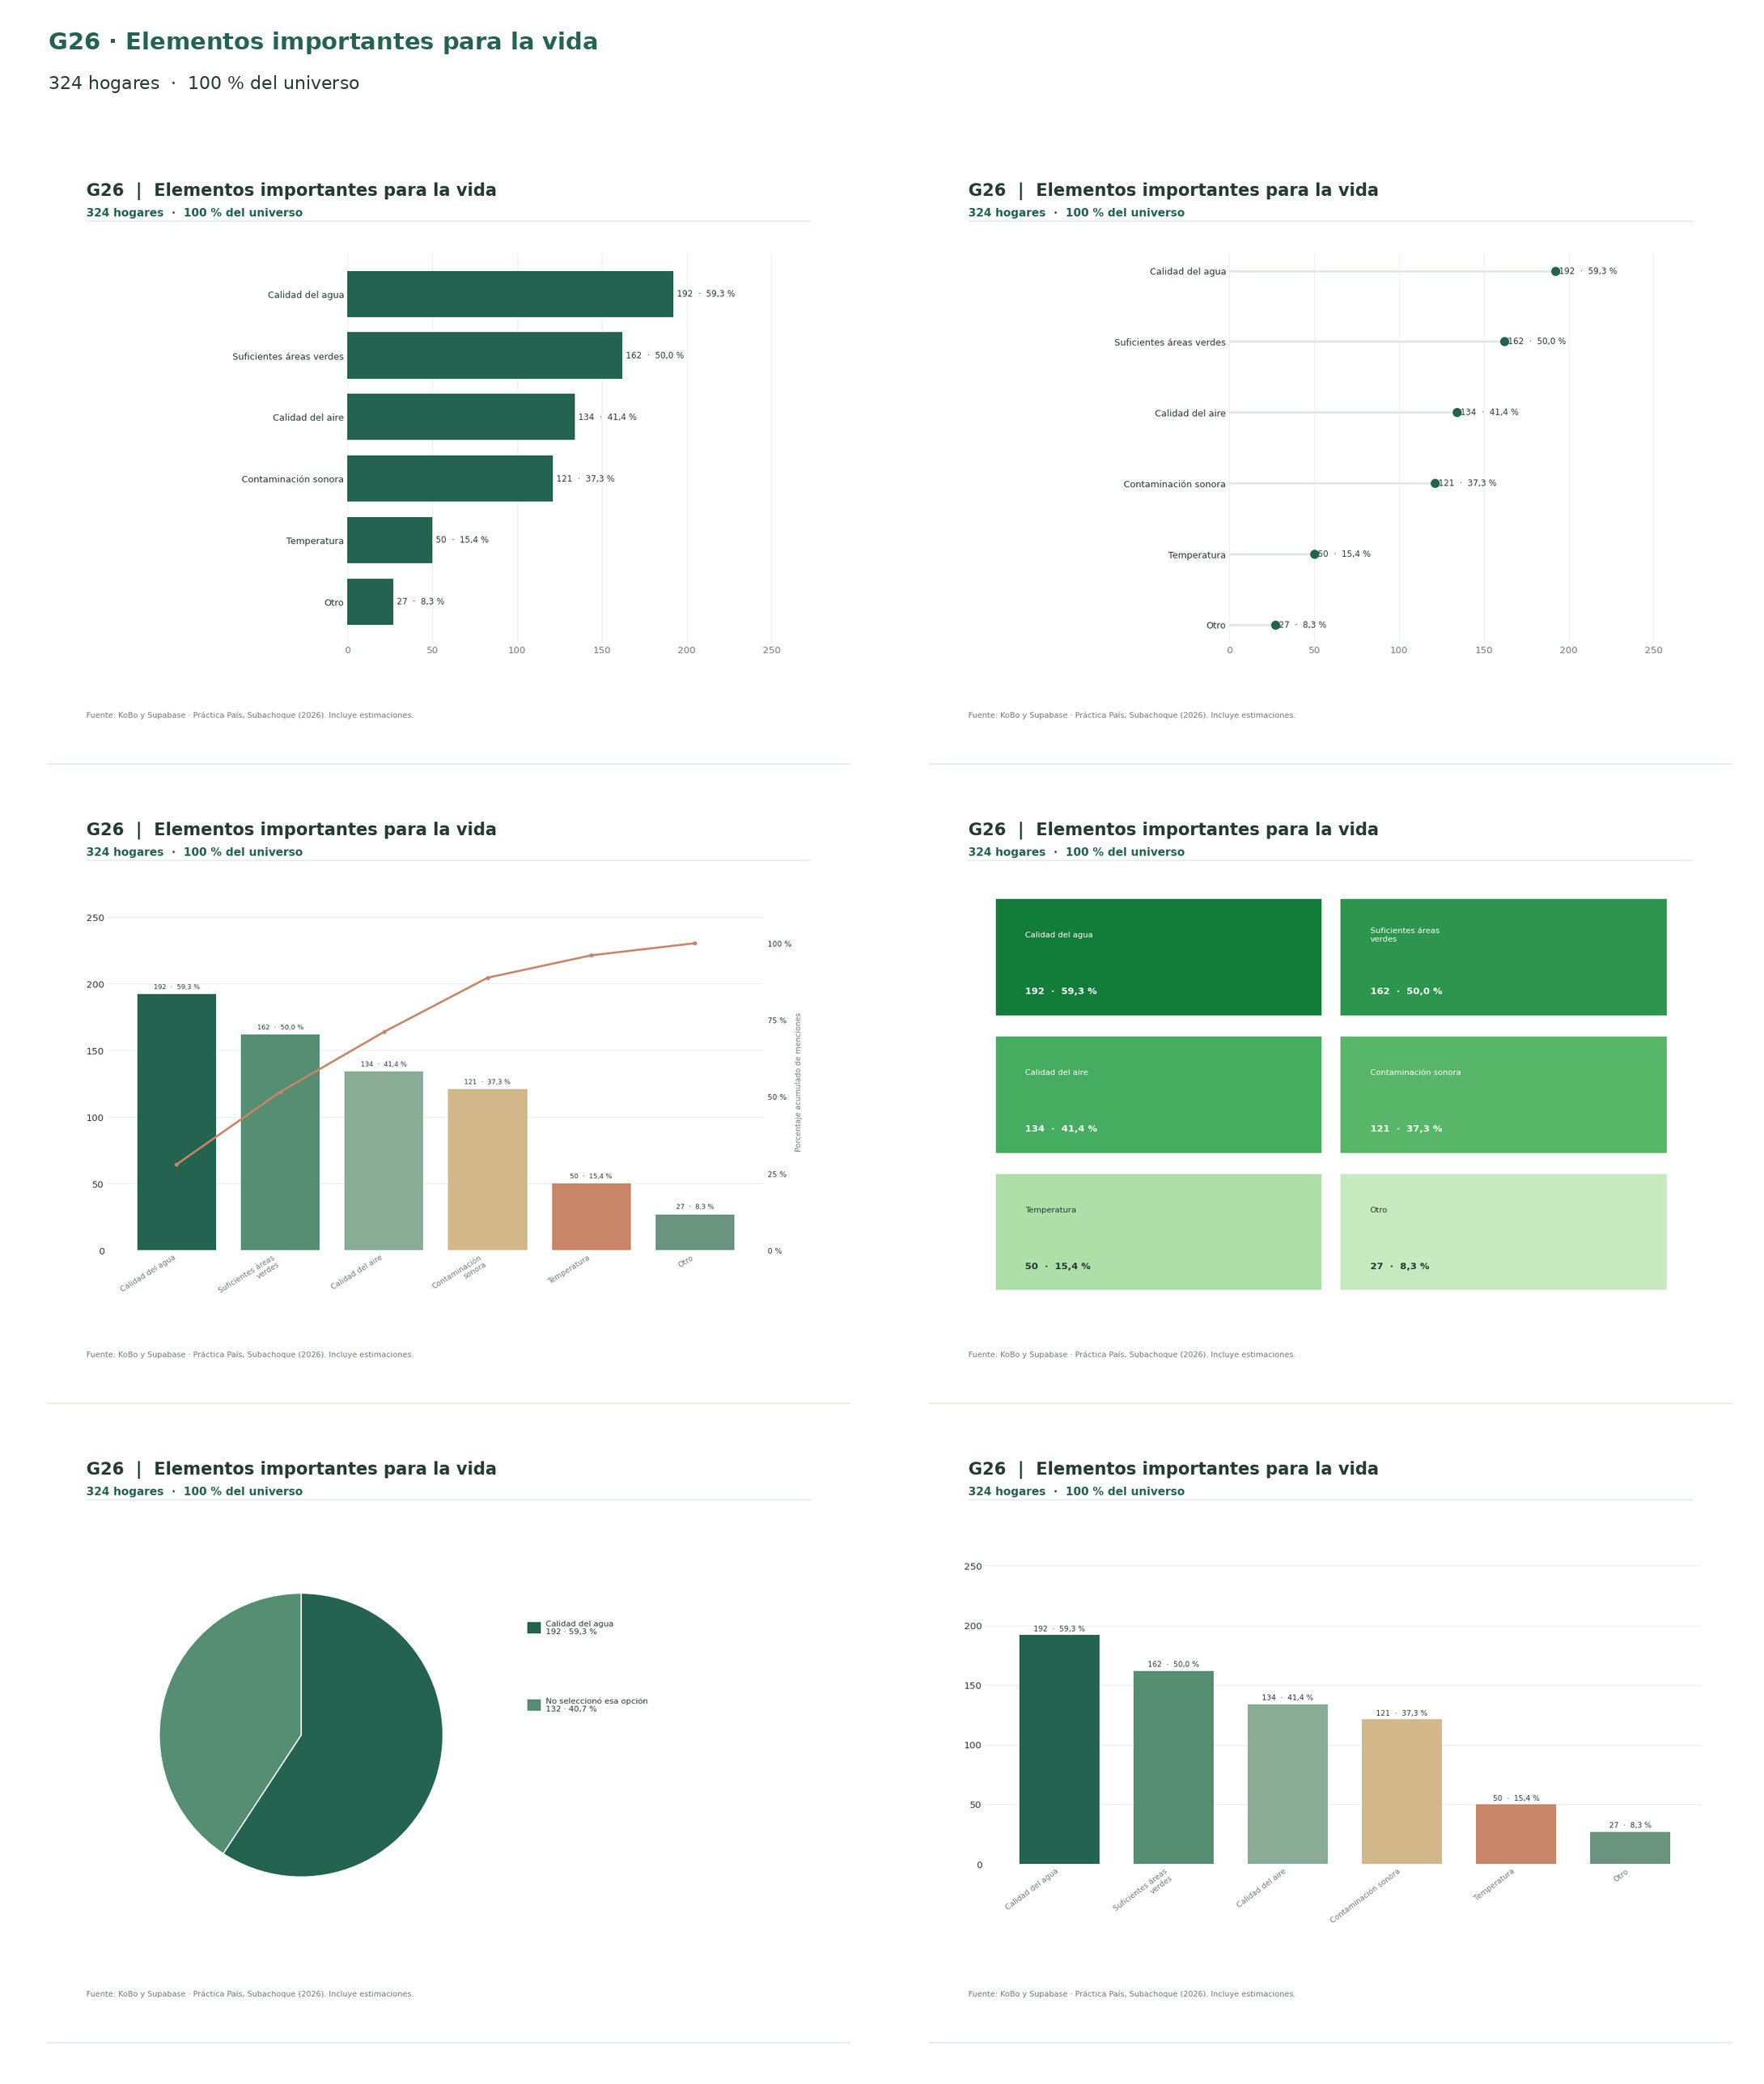 G26 · Elementos importantes para la vida
324 hogares · 100 % del universo
G26 | Elementos importantes para la vida
324 hogares · 100 % del universo
Calidad del agua
192 · 59,3 %
Suficientes áreas verdes
162 · 50,0 %
Calidad del aire
134 · 41,4 %
Contaminación sonora
121 · 37,3 %
Temperatura
50 · 15,4 %
Otro
27 · 8,3 %
0 50 100 150 200 250
Fuente: KoBo y Supabase · Práctica País, Subachoque (2026). Incluye estimaciones.
G26 | Elementos importantes para la vida
324 hogares · 100 % del universo
Calidad del agua
192 · 59,3 %
Suficientes áreas verdes
162 · 50,0 %
Calidad del aire
134 · 41,4 %
Contaminación sonora
121 · 37,3 %
Temperatura
50 · 15,4 %
Otro
27 · 8,3 %
0 50 100 150 200 250
Fuente: KoBo y Supabase · Práctica País, Subachoque (2026). Incluye estimaciones.
G26 | Elementos importantes para la vida
324 hogares · 100 % del universo
250
200
150
100
50
0
192 · 59,3 %
162 · 50,0 %
134 · 41,4 %
121 · 37,3 %
50 · 15,4 %
27 · 8,3 %
100 %
75 %
50 %
25 %
0 %
Porcentaje acumulado de menciones
Calidad del agua
Suficientes áreas
verdes
Calidad del aire
Contaminación
sonora
Temperatura
Otro
Fuente: KoBo y Supabase · Práctica País, Subachoque (2026). Incluye estimaciones.
G26 | Elementos importantes para la vida
324 hogares · 100 % del universo
Calidad del agua
192 · 59,3 %
Suficientes áreas
verdes
162 · 50,0 %
Calidad del aire
134 · 41,4 %
Contaminación sonora
121 · 37,3 %
Temperatura
50 · 15,4 %
Otro
27 · 8,3 %
Fuente: KoBo y Supabase · Práctica País, Subachoque (2026). Incluye estimaciones.
G26 | Elementos importantes para la vida
324 hogares · 100 % del universo
Calidad del agua
192 · 59,3 %
No seleccionó esa opción
132 · 40,7 %
Fuente: KoBo y Supabase · Práctica País, Subachoque (2026). Incluye estimaciones.
G26 | Elementos importantes para la vida
324 hogares · 100 % del universo
250
200
150
100
50
0
192 · 59,3 %
162 · 50,0 %
134 · 41,4 %
121 · 37,3 %
50 · 15,4 %
27 · 8,3 %
Calidad del agua
Suficientes áreas
verdes
Calidad del aire
Contaminación sonora
Temperatura
Otro
Fuente: KoBo y Supabase · Práctica País, Subachoque (2026). Incluye estimaciones.